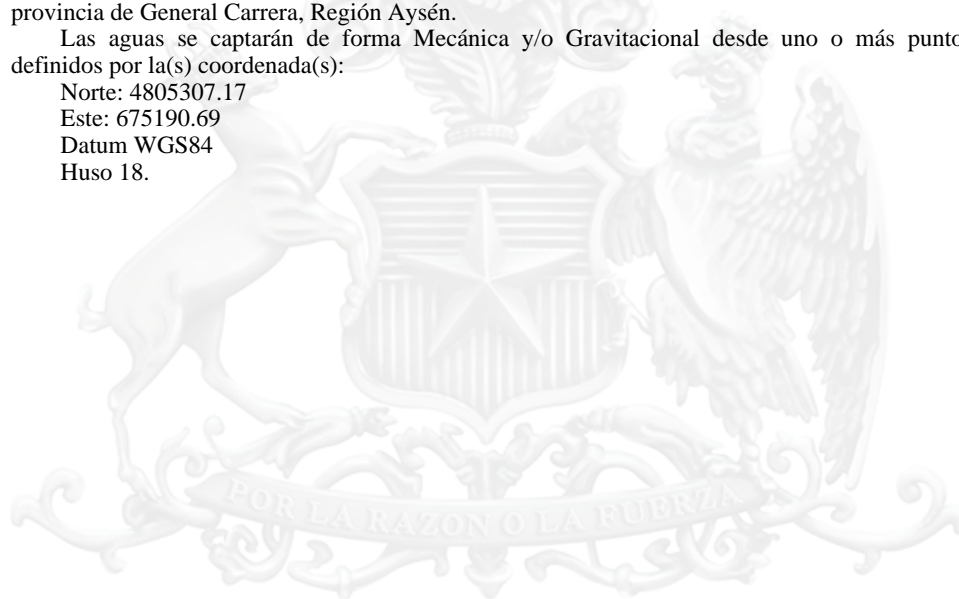 provincia de General Carrera, Región Aysén.
Las aguas se captarán de forma Mecánica y/o Gravitacional desde uno o más punto
definidos por la(s) coordenada(s):
Norte: 4805307.17
Este: 675190.69
Datum WGS84
Huso 18.
POR LA RAZON O LA FUERZA